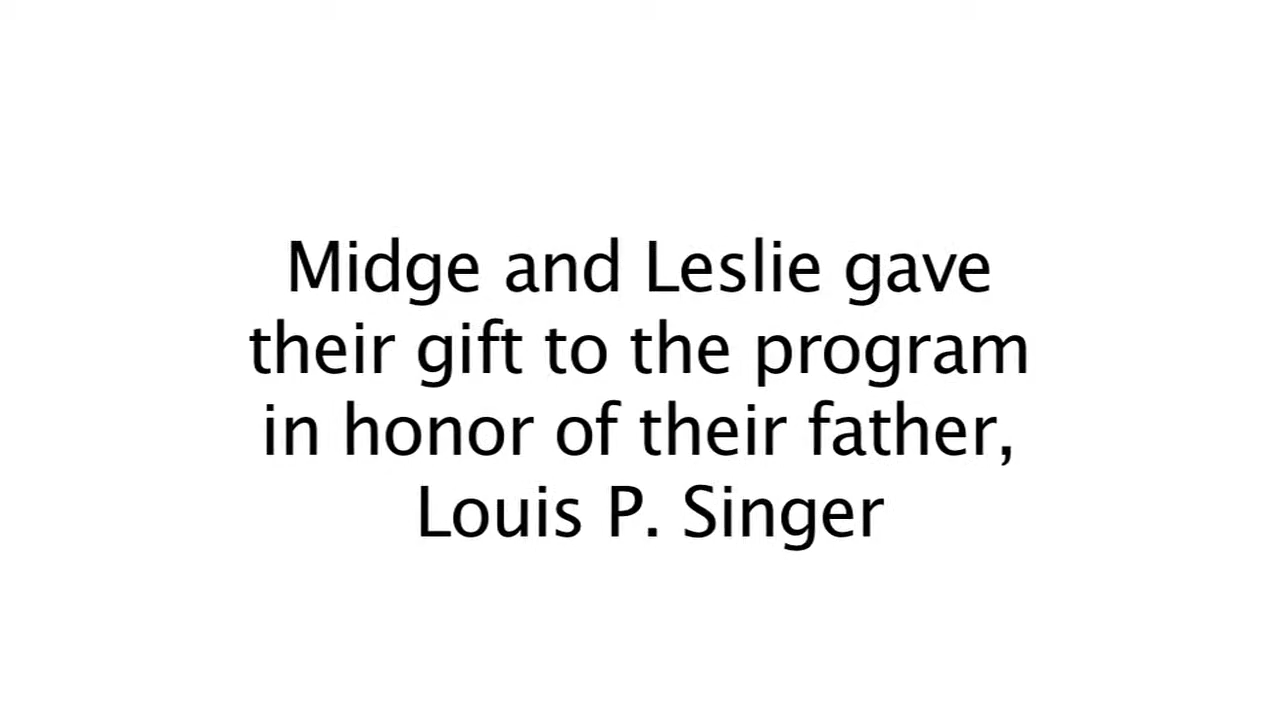 Midge and Leslie gave
their gift to the program
in honor of their father,
Louis P. Singer